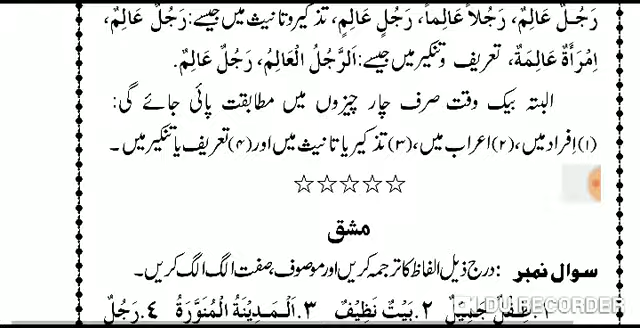 رَجُلٌ عَالِمٌ، رَجُلاً عَالِماً، رَجُلٍ عَالِمٍ، تذکیر وتانیث میں جیسے: رَجُلٌ عَالِمٌ،
اِمْرَأَةٌ عَالِمَةٌ، تعریف وتنکیر میں جیسے: اَلرَّجُلُ الْعَالِمُ، رَجُلٌ عَالِمٌ.
البتہ بیک وقت صرف چار چیزوں میں مطابقت پائی جائے گی:
(۱) افراد میں، (۲) اعراب میں، (۳) تذکیر یا تانیث میں اور (۴) تعریف یا تنکیر میں۔
☆☆☆☆☆
مشق
سوال نمبر : درج ذیل الفاظ کا ترجمہ کریں اور موصوف، صفت الگ الگ کریں۔
۱. طِفْلٌ جَمِيْلٌ ۲. بَيْتٌ نَظِيْفٌ ۳. اَلْمَدِيْنَةُ الْمُنَوَّرَةُ ۴. رَجُلٌ
DU RECORDER